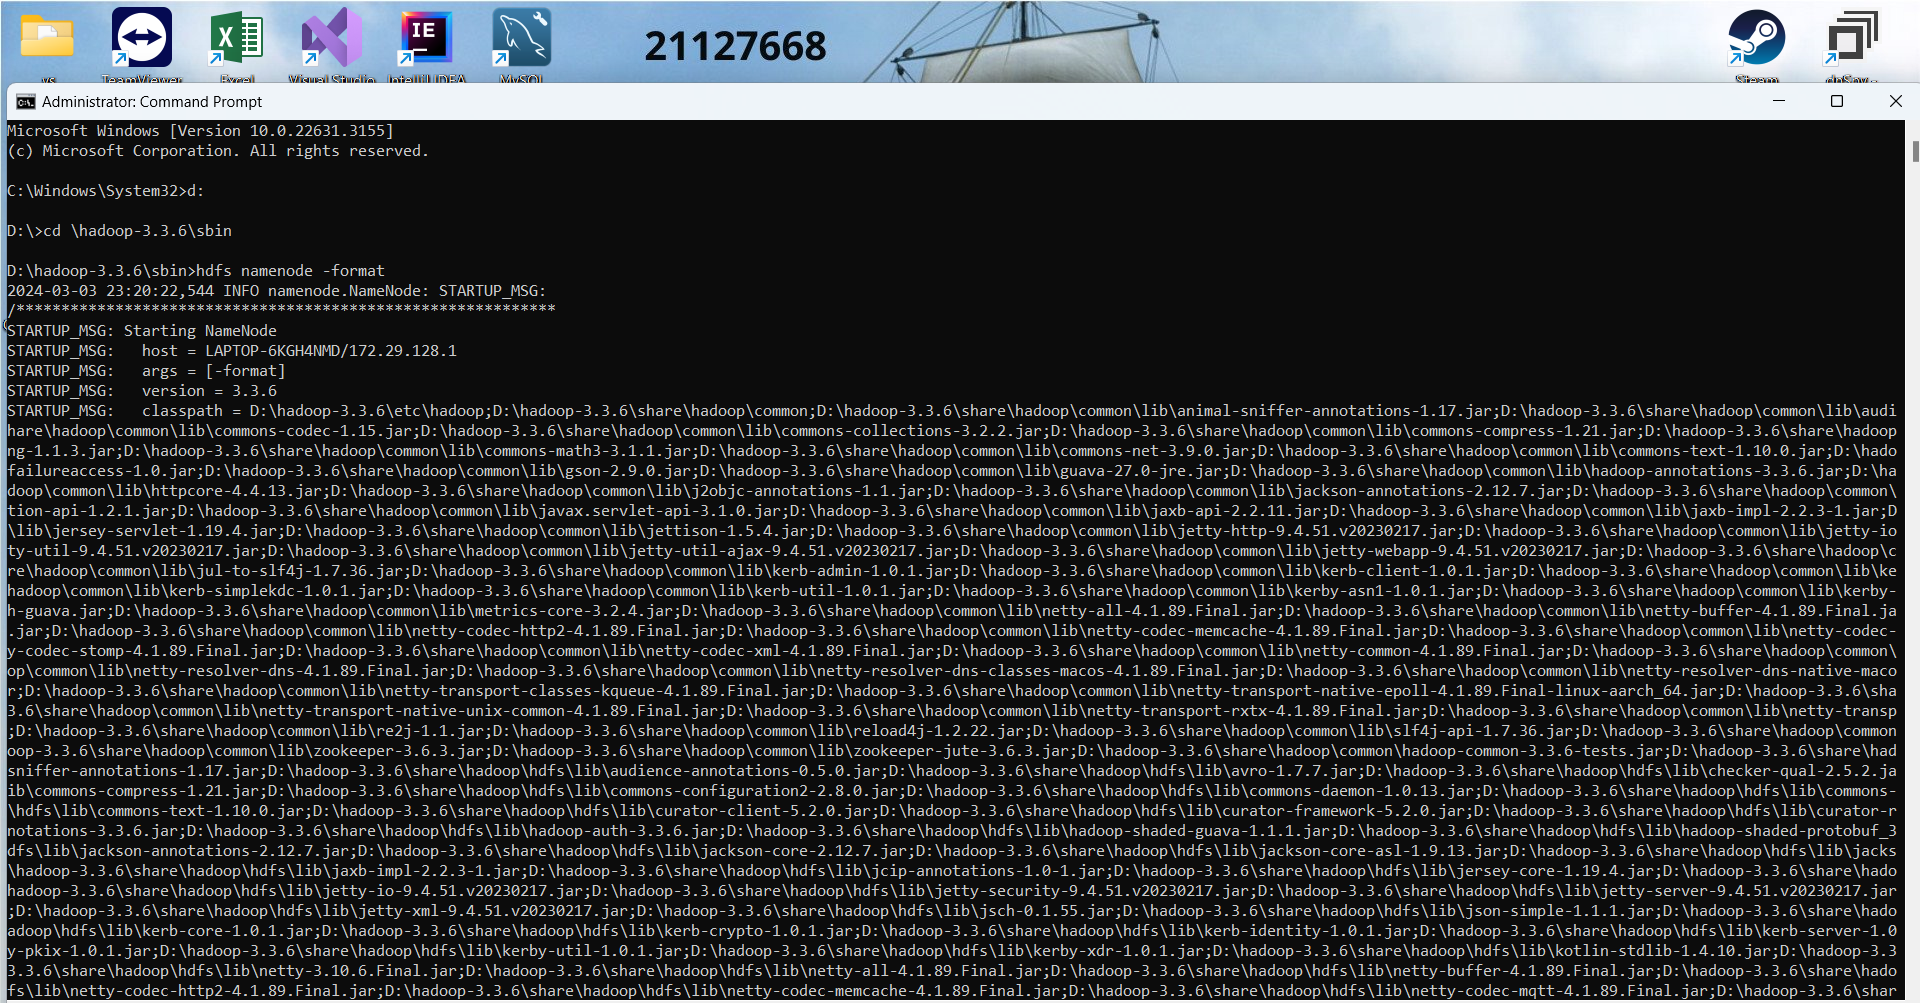 IE
21127668
vs
TeamViewer
Excel
Visual Studio
IntelliJ IDEA
MySQL
Steam
dnSpy...
Administrator: Command Prompt
Microsoft Windows [Version 10.0.22631.3155]
(c) Microsoft Corporation. All rights reserved.
C:\Windows\System32>d:
D:\>cd \hadoop-3.3.6\sbin
D:\hadoop-3.3.6\sbin>hdfs namenode -format
2024-03-03 23:20:22,544 INFO namenode.NameNode: STARTUP_MSG:
/************************************************************
STARTUP_MSG: Starting NameNode
STARTUP_MSG:   host = LAPTOP-6KGH4NMD/172.29.128.1
STARTUP_MSG:   args = [-format]
STARTUP_MSG:   version = 3.3.6
STARTUP_MSG:   classpath = D:\hadoop-3.3.6\etc\hadoop;D:\hadoop-3.3.6\share\hadoop\common;D:\hadoop-3.3.6\share\hadoop\common\lib\animal-sniffer-annotations-1.17.jar;D:\hadoop-3.3.6\share\hadoop\common\lib\audi
hare\hadoop\common\lib\commons-codec-1.15.jar;D:\hadoop-3.3.6\share\hadoop\common\lib\commons-collections-3.2.2.jar;D:\hadoop-3.3.6\share\hadoop\common\lib\commons-compress-1.21.jar;D:\hadoop-3.3.6\share\hadoop
ng-1.1.3.jar;D:\hadoop-3.3.6\share\hadoop\common\lib\commons-math3-3.1.1.jar;D:\hadoop-3.3.6\share\hadoop\common\lib\commons-net-3.9.0.jar;D:\hadoop-3.3.6\share\hadoop\common\lib\commons-text-1.10.0.jar;D:\hado
failureaccess-1.0.jar;D:\hadoop-3.3.6\share\hadoop\common\lib\gson-2.9.0.jar;D:\hadoop-3.3.6\share\hadoop\common\lib\guava-27.0-jre.jar;D:\hadoop-3.3.6\share\hadoop\common\lib\hadoop-annotations-3.3.6.jar;D:\ha
doop\common\lib\httpcore-4.4.13.jar;D:\hadoop-3.3.6\share\hadoop\common\lib\j2objc-annotations-1.1.jar;D:\hadoop-3.3.6\share\hadoop\common\lib\jackson-annotations-2.12.7.jar;D:\hadoop-3.3.6\share\hadoop\common\
tion-api-1.2.1.jar;D:\hadoop-3.3.6\share\hadoop\common\lib\javax.servlet-api-3.1.0.jar;D:\hadoop-3.3.6\share\hadoop\common\lib\jaxb-api-2.2.11.jar;D:\hadoop-3.3.6\share\hadoop\common\lib\jaxb-impl-2.2.3-1.jar;D
\lib\jersey-servlet-1.19.4.jar;D:\hadoop-3.3.6\share\hadoop\common\lib\jettison-1.5.4.jar;D:\hadoop-3.3.6\share\hadoop\common\lib\jetty-http-9.4.51.v20230217.jar;D:\hadoop-3.3.6\share\hadoop\common\lib\jetty-io
ty-util-9.4.51.v20230217.jar;D:\hadoop-3.3.6\share\hadoop\common\lib\jetty-util-ajax-9.4.51.v20230217.jar;D:\hadoop-3.3.6\share\hadoop\common\lib\jetty-webapp-9.4.51.v20230217.jar;D:\hadoop-3.3.6\share\hadoop\c
re\hadoop\common\lib\jul-to-slf4j-1.7.36.jar;D:\hadoop-3.3.6\share\hadoop\common\lib\kerb-admin-1.0.1.jar;D:\hadoop-3.3.6\share\hadoop\common\lib\kerb-client-1.0.1.jar;D:\hadoop-3.3.6\share\hadoop\common\lib\ke
hadoop\common\lib\kerb-simplekdc-1.0.1.jar;D:\hadoop-3.3.6\share\hadoop\common\lib\kerb-util-1.0.1.jar;D:\hadoop-3.3.6\share\hadoop\common\lib\kerby-asn1-1.0.1.jar;D:\hadoop-3.3.6\share\hadoop\common\lib\kerby-
h-guava.jar;D:\hadoop-3.3.6\share\hadoop\common\lib\metrics-core-3.2.4.jar;D:\hadoop-3.3.6\share\hadoop\common\lib\netty-all-4.1.89.Final.jar;D:\hadoop-3.3.6\share\hadoop\common\lib\netty-buffer-4.1.89.Final.ja
.jar;D:\hadoop-3.3.6\share\hadoop\common\lib\netty-codec-http2-4.1.89.Final.jar;D:\hadoop-3.3.6\share\hadoop\common\lib\netty-codec-memcache-4.1.89.Final.jar;D:\hadoop-3.3.6\share\hadoop\common\lib\netty-codec-
y-codec-stomp-4.1.89.Final.jar;D:\hadoop-3.3.6\share\hadoop\common\lib\netty-codec-xml-4.1.89.Final.jar;D:\hadoop-3.3.6\share\hadoop\common\lib\netty-common-4.1.89.Final.jar;D:\hadoop-3.3.6\share\hadoop\common\
op\common\lib\netty-resolver-dns-4.1.89.Final.jar;D:\hadoop-3.3.6\share\hadoop\common\lib\netty-resolver-dns-classes-macos-4.1.89.Final.jar;D:\hadoop-3.3.6\share\hadoop\common\lib\netty-resolver-dns-native-maco
r;D:\hadoop-3.3.6\share\hadoop\common\lib\netty-transport-classes-kqueue-4.1.89.Final.jar;D:\hadoop-3.3.6\share\hadoop\common\lib\netty-transport-native-epoll-4.1.89.Final-linux-aarch_64.jar;D:\hadoop-3.3.6\sha
3.6\share\hadoop\common\lib\netty-transport-native-unix-common-4.1.89.Final.jar;D:\hadoop-3.3.6\share\hadoop\common\lib\netty-transport-rxtx-4.1.89.Final.jar;D:\hadoop-3.3.6\share\hadoop\common\lib\netty-transp
;D:\hadoop-3.3.6\share\hadoop\common\lib\re2j-1.1.jar;D:\hadoop-3.3.6\share\hadoop\common\lib\reload4j-1.2.22.jar;D:\hadoop-3.3.6\share\hadoop\common\lib\slf4j-api-1.7.36.jar;D:\hadoop-3.3.6\share\hadoop\common
oop-3.3.6\share\hadoop\common\lib\zookeeper-3.6.3.jar;D:\hadoop-3.3.6\share\hadoop\common\lib\zookeeper-jute-3.6.3.jar;D:\hadoop-3.3.6\share\hadoop\common\hadoop-common-3.3.6-tests.jar;D:\hadoop-3.3.6\share\had
sniffer-annotations-1.17.jar;D:\hadoop-3.3.6\share\hadoop\hdfs\lib\audience-annotations-0.5.0.jar;D:\hadoop-3.3.6\share\hadoop\hdfs\lib\avro-1.7.7.jar;D:\hadoop-3.3.6\share\hadoop\hdfs\lib\checker-qual-2.5.2.ja
ib\commons-compress-1.21.jar;D:\hadoop-3.3.6\share\hadoop\hdfs\lib\commons-configuration2-2.8.0.jar;D:\hadoop-3.3.6\share\hadoop\hdfs\lib\commons-daemon-1.0.13.jar;D:\hadoop-3.3.6\share\hadoop\hdfs\lib\commons-
\hdfs\lib\commons-text-1.10.0.jar;D:\hadoop-3.3.6\share\hadoop\hdfs\lib\curator-client-5.2.0.jar;D:\hadoop-3.3.6\share\hadoop\hdfs\lib\curator-framework-5.2.0.jar;D:\hadoop-3.3.6\share\hadoop\hdfs\lib\curator-r
notations-3.3.6.jar;D:\hadoop-3.3.6\share\hadoop\hdfs\lib\hadoop-auth-3.3.6.jar;D:\hadoop-3.3.6\share\hadoop\hdfs\lib\hadoop-shaded-guava-1.1.1.jar;D:\hadoop-3.3.6\share\hadoop\hdfs\lib\hadoop-shaded-protobuf_3
dfs\lib\jackson-annotations-2.12.7.jar;D:\hadoop-3.3.6\share\hadoop\hdfs\lib\jackson-core-2.12.7.jar;D:\hadoop-3.3.6\share\hadoop\hdfs\lib\jackson-core-asl-1.9.13.jar;D:\hadoop-3.3.6\share\hadoop\hdfs\lib\jacks
\hadoop-3.3.6\share\hadoop\hdfs\lib\jaxb-impl-2.2.3-1.jar;D:\hadoop-3.3.6\share\hadoop\hdfs\lib\jcip-annotations-1.0-1.jar;D:\hadoop-3.3.6\share\hadoop\hdfs\lib\jersey-core-1.19.4.jar;D:\hadoop-3.3.6\share\hado
hadoop-3.3.6\share\hadoop\hdfs\lib\jetty-io-9.4.51.v20230217.jar;D:\hadoop-3.3.6\share\hadoop\hdfs\lib\jetty-security-9.4.51.v20230217.jar;D:\hadoop-3.3.6\share\hadoop\hdfs\lib\jetty-server-9.4.51.v20230217.jar
;D:\hadoop-3.3.6\share\hadoop\hdfs\lib\jetty-xml-9.4.51.v20230217.jar;D:\hadoop-3.3.6\share\hadoop\hdfs\lib\jsch-0.1.55.jar;D:\hadoop-3.3.6\share\hadoop\hdfs\lib\json-simple-1.1.1.jar;D:\hadoop-3.3.6\share\hado
adoop\hdfs\lib\kerb-core-1.0.1.jar;D:\hadoop-3.3.6\share\hadoop\hdfs\lib\kerb-crypto-1.0.1.jar;D:\hadoop-3.3.6\share\hadoop\hdfs\lib\kerb-identity-1.0.1.jar;D:\hadoop-3.3.6\share\hadoop\hdfs\lib\kerb-server-1.0
y-pkix-1.0.1.jar;D:\hadoop-3.3.6\share\hadoop\hdfs\lib\kerby-util-1.0.1.jar;D:\hadoop-3.3.6\share\hadoop\hdfs\lib\kerby-xdr-1.0.1.jar;D:\hadoop-3.3.6\share\hadoop\hdfs\lib\kotlin-stdlib-1.4.10.jar;D:\hadoop-3.3
3.3.6\share\hadoop\hdfs\lib\netty-3.10.6.Final.jar;D:\hadoop-3.3.6\share\hadoop\hdfs\lib\netty-all-4.1.89.Final.jar;D:\hadoop-3.3.6\share\hadoop\hdfs\lib\netty-buffer-4.1.89.Final.jar;D:\hadoop-3.3.6\share\hado
fs\lib\netty-codec-http2-4.1.89.Final.jar;D:\hadoop-3.3.6\share\hadoop\hdfs\lib\netty-codec-memcache-4.1.89.Final.jar;D:\hadoop-3.3.6\share\hadoop\hdfs\lib\netty-codec-mqtt-4.1.89.Final.jar;D:\hadoop-3.3.6\shar